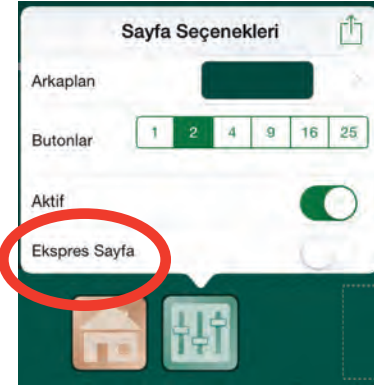 Sayfa Seçenekleri
Arkaplan
Butonlar 1 2 4 9 16 25
Aktif
Ekspres Sayfa